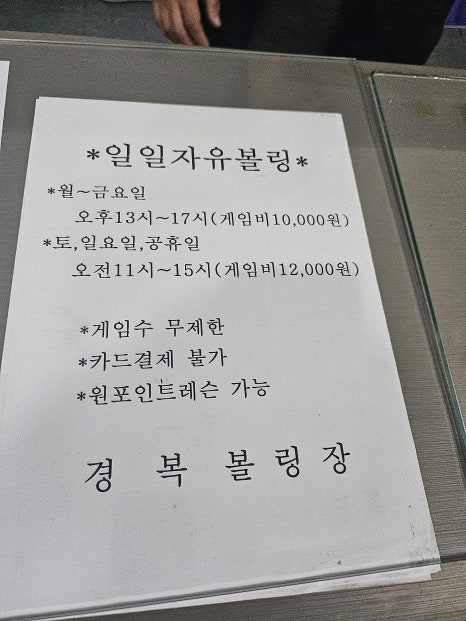 *일일자유볼링*
*월~금요일
오후13시~17시(게임비10,000원)
*토,일요일,공휴일
오전11시~15시(게임비12,000원)
*게임수 무제한
*카드결제 불가
*원포인트레슨 가능
경 복 볼 링 장